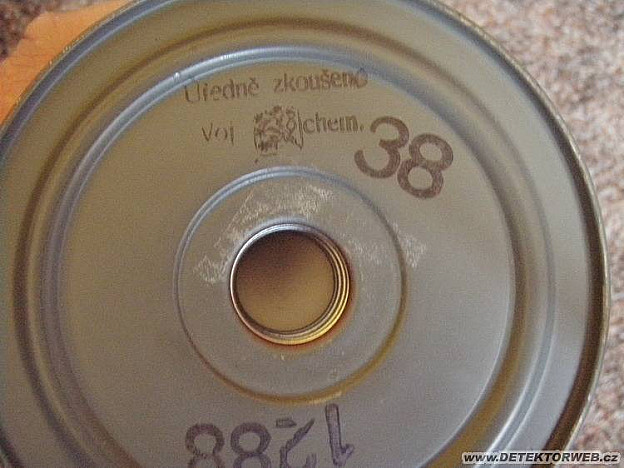 Úředně zkoušeno
voj chem. 38
1288
www.DETEKTORWEB.cz